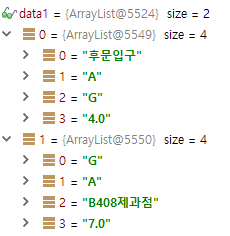 data1 = {ArrayList@5524} size = 2
0 = {ArrayList@5549} size = 4
0 = "후문입구"
1 = "A"
2 = "G"
3 = "4.0"
1 = {ArrayList@5550} size = 4
0 = "G"
1 = "A"
2 = "B408제과점"
3 = "7.0"